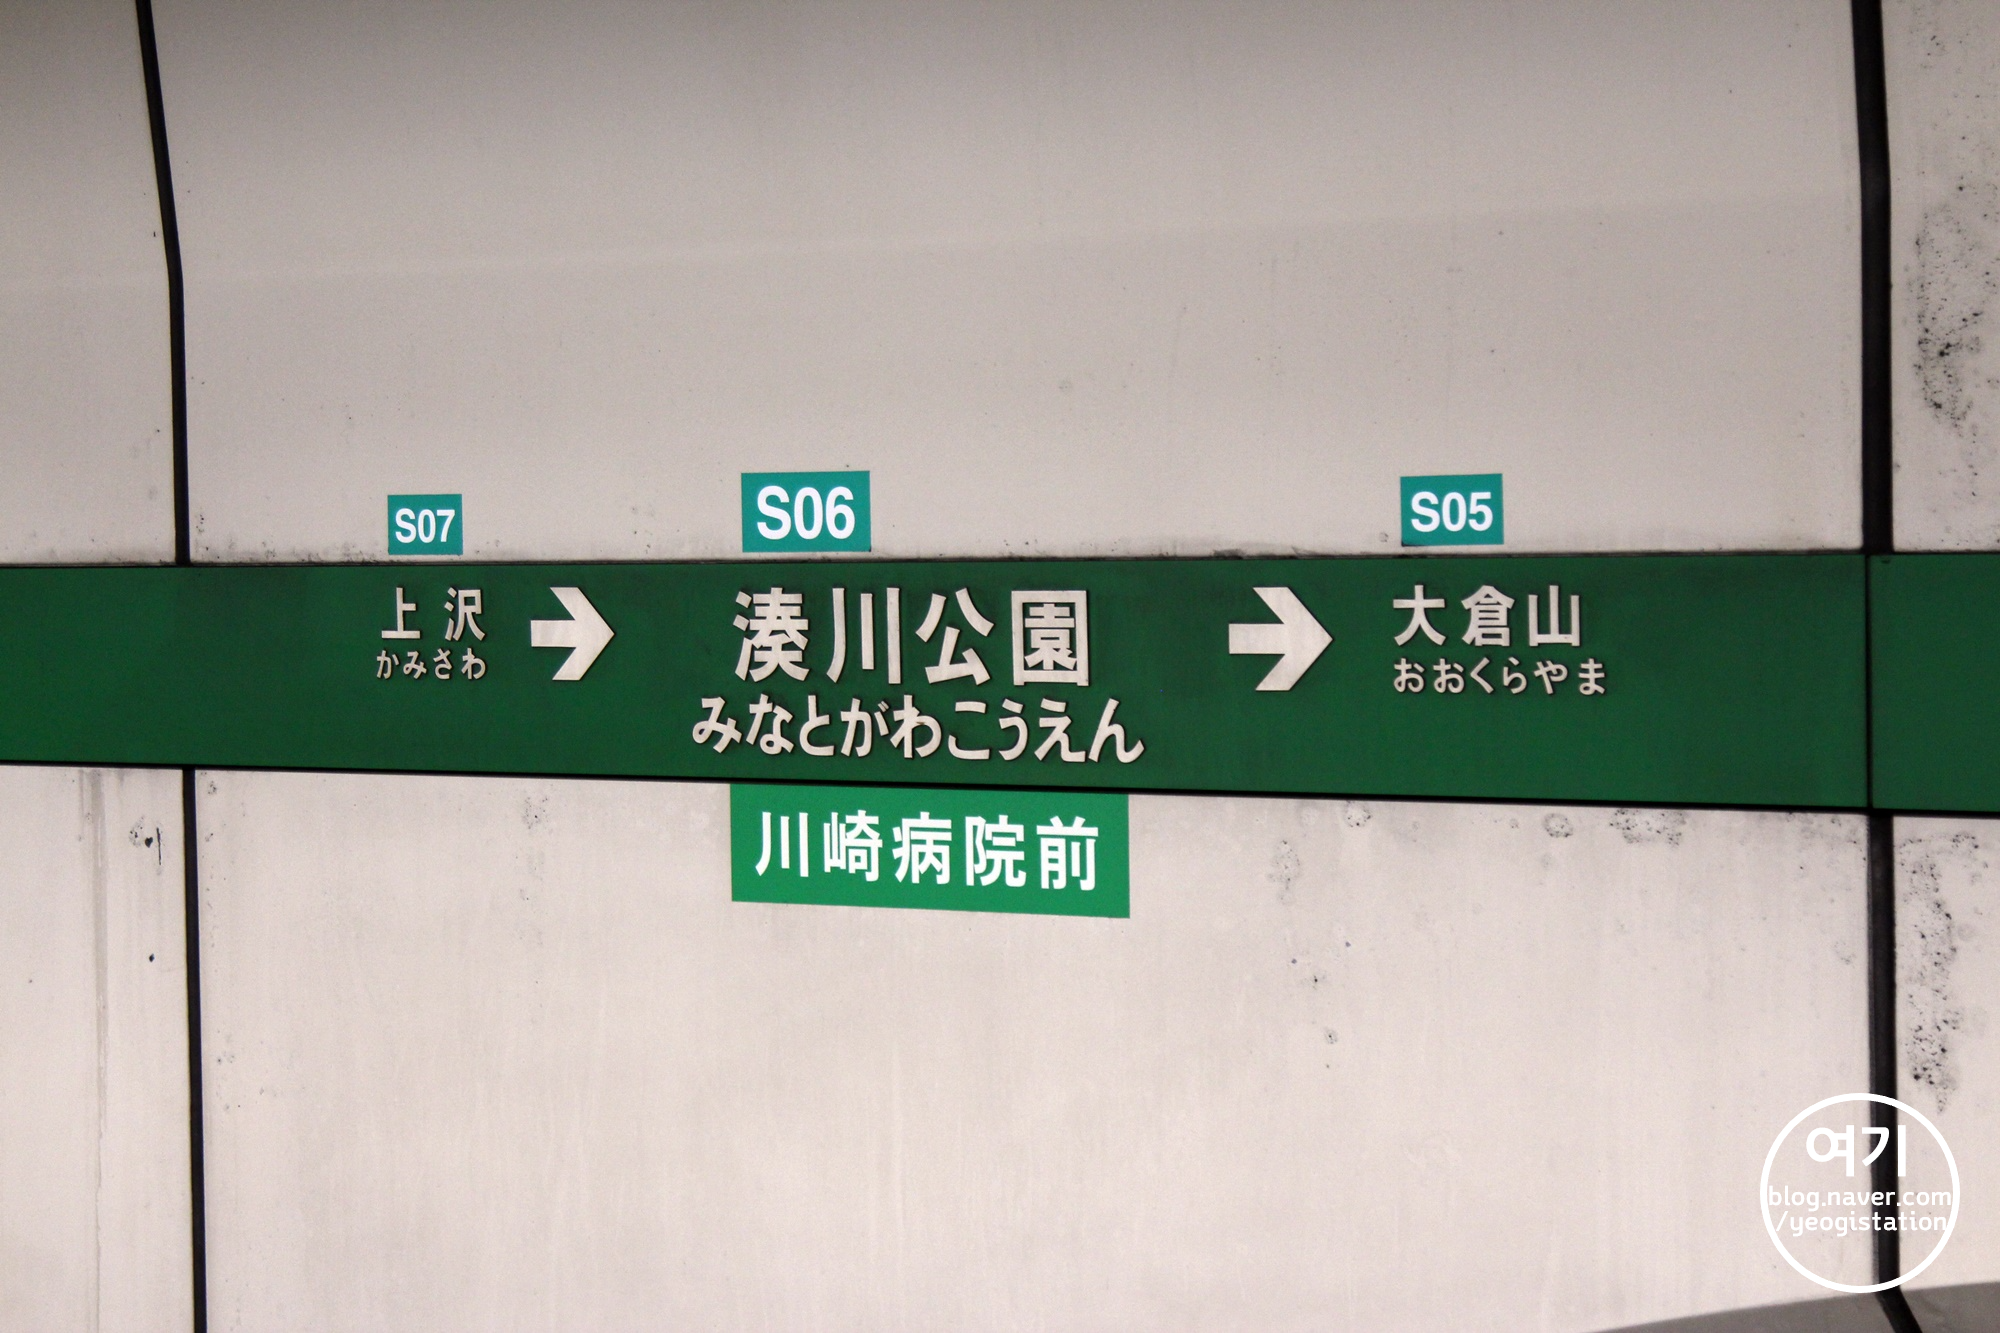 S07
S06
S05
上沢
かみさわ
湊川公園
みなとがわこうえん
大倉山
おおくらやま
川崎病院前
여기
blog.naver.com
/yeogistation